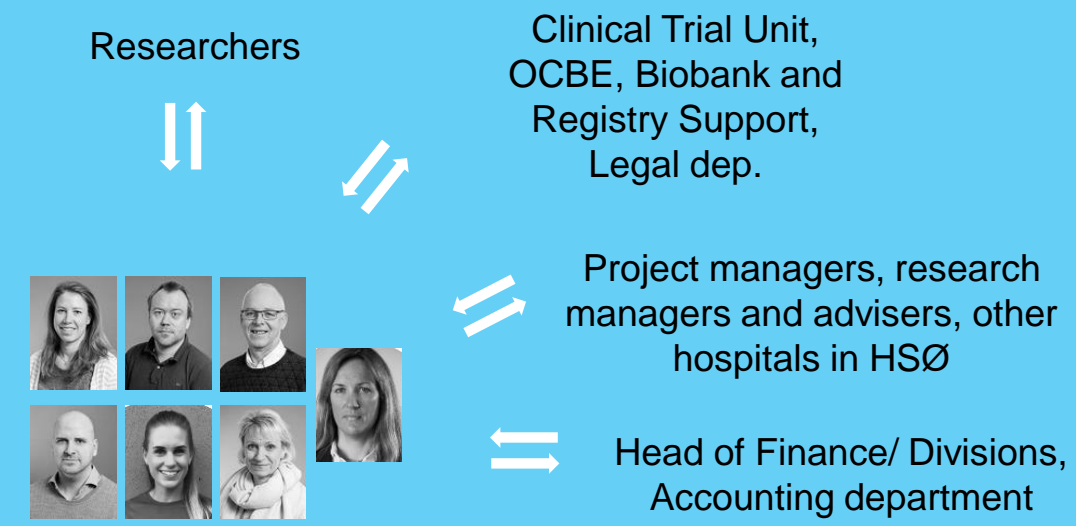 Researchers
Clinical Trial Unit,
OCBE, Biobank and
Registry Support,
Legal dep.
Project managers, research
managers and advisers, other
hospitals in HSØ
Head of Finance/ Divisions,
Accounting department